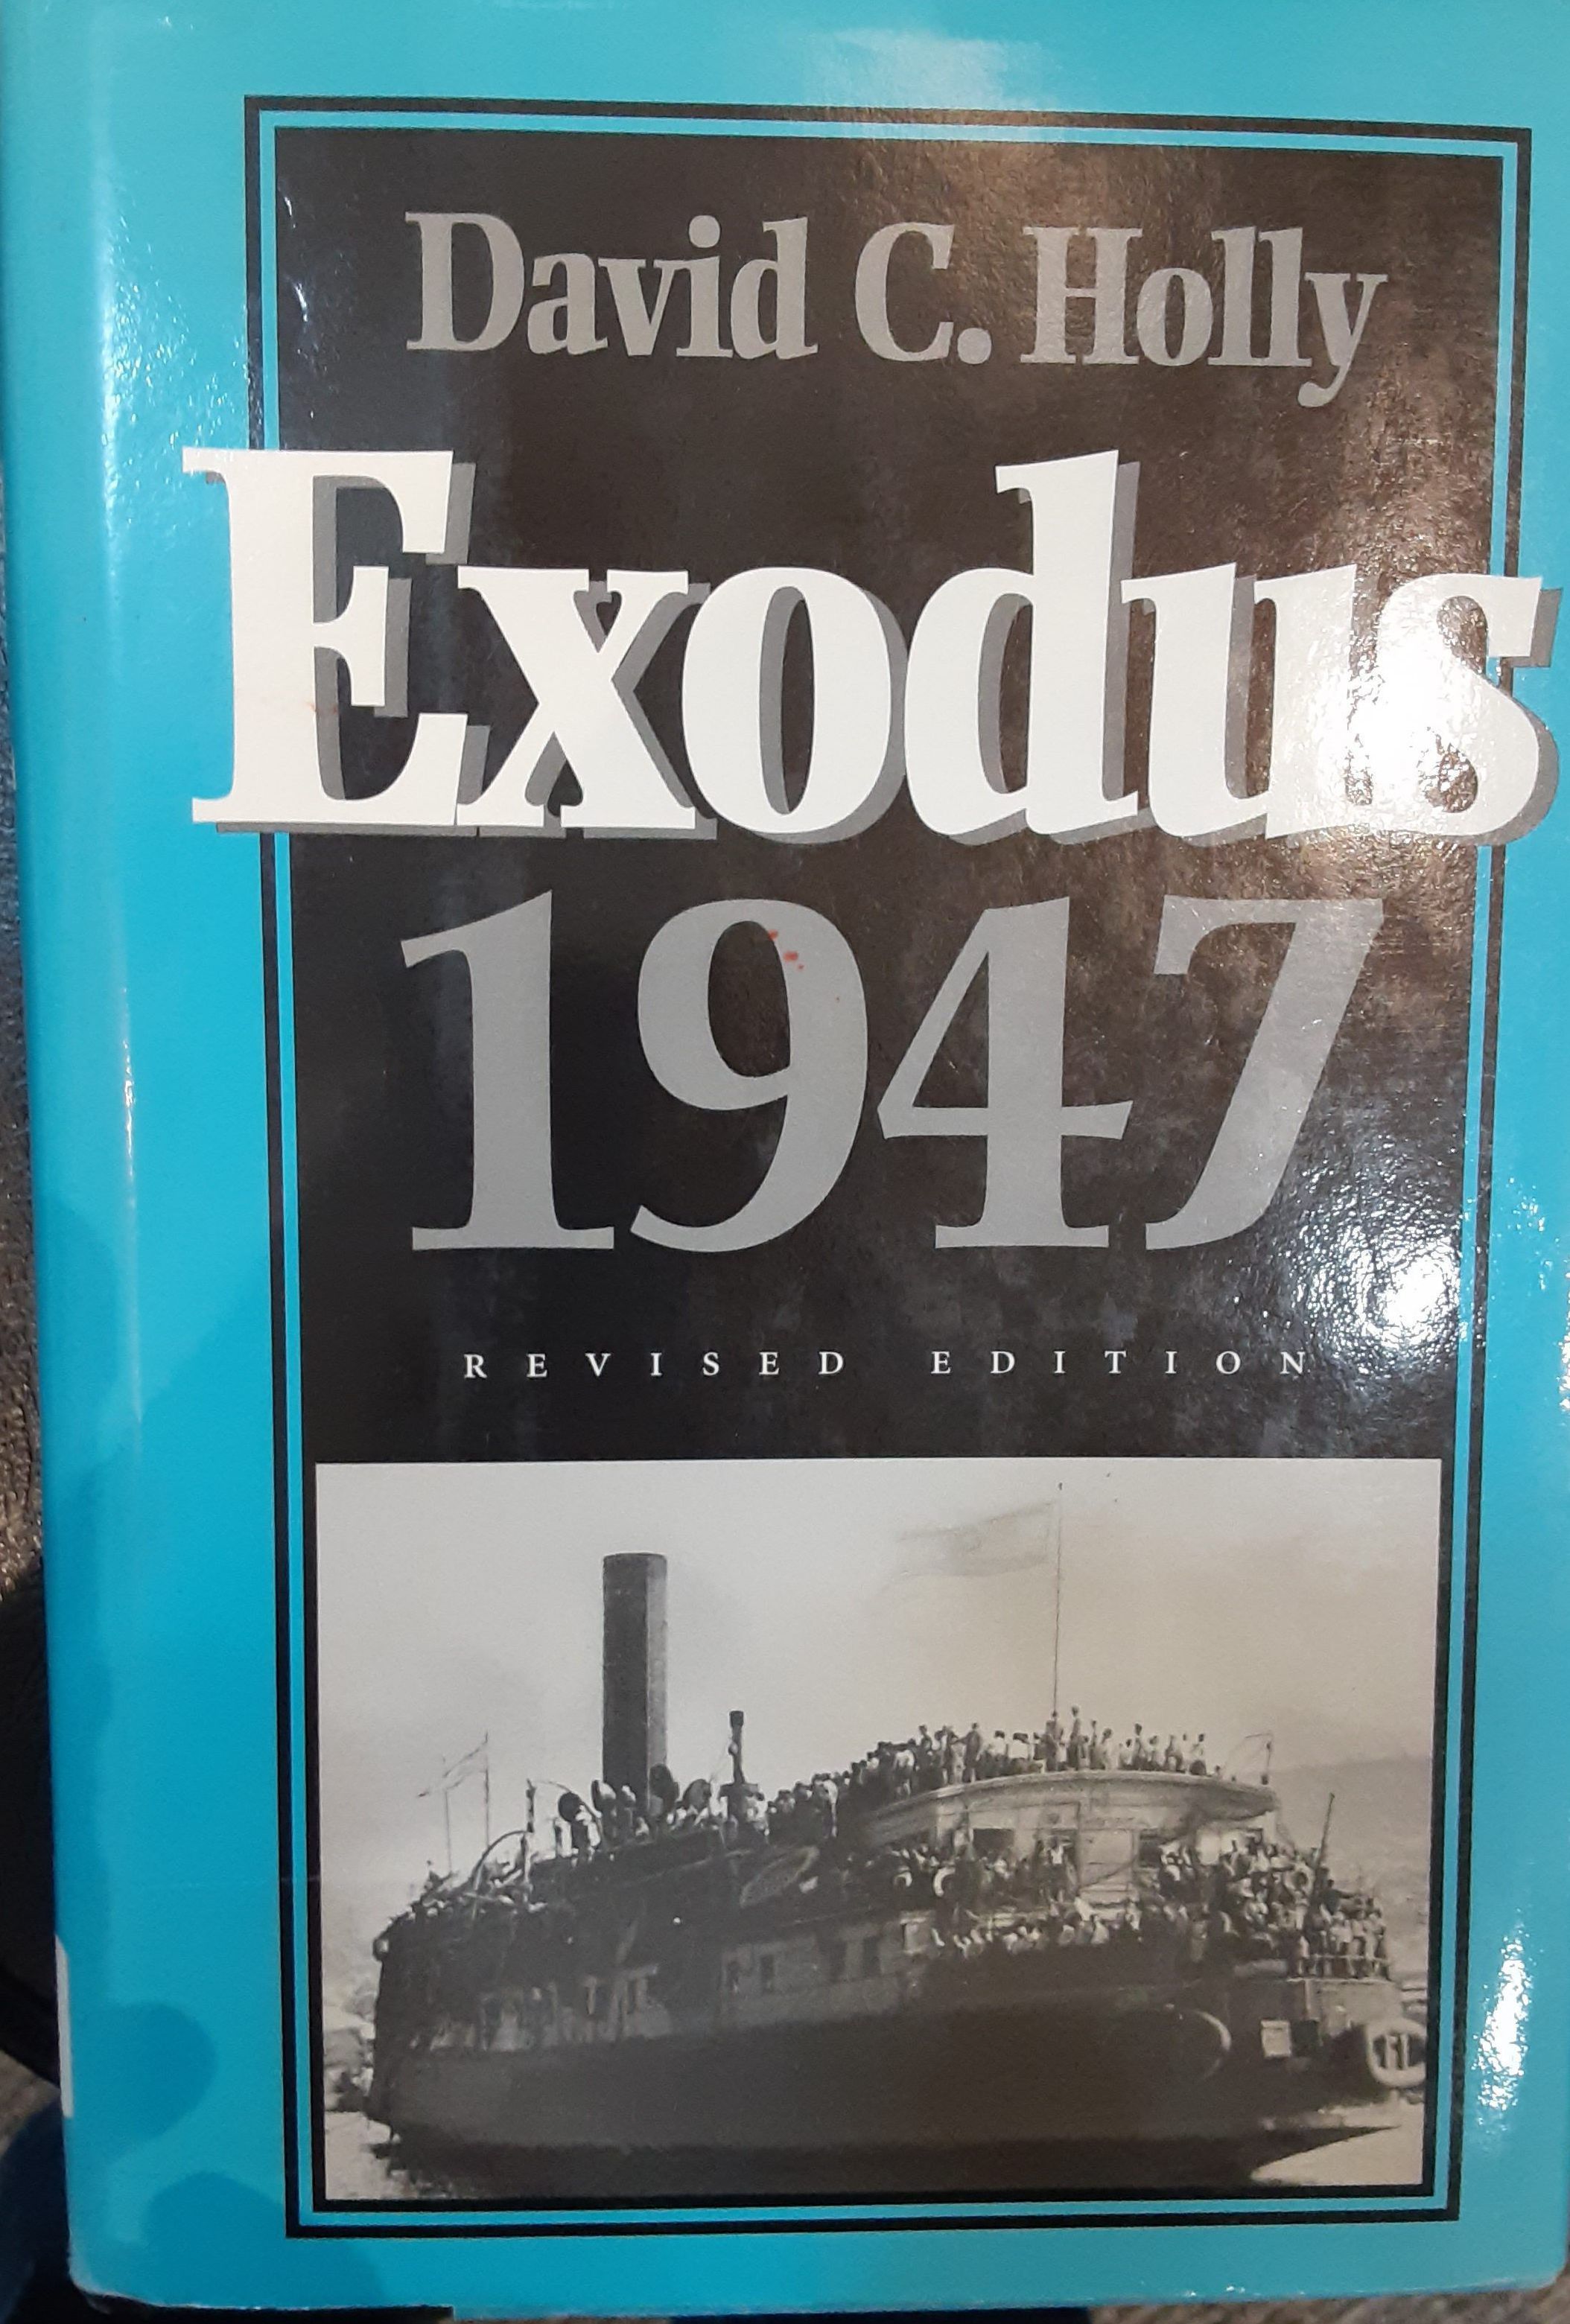 David C. Holly
Exodus
1947
REVISED EDITION